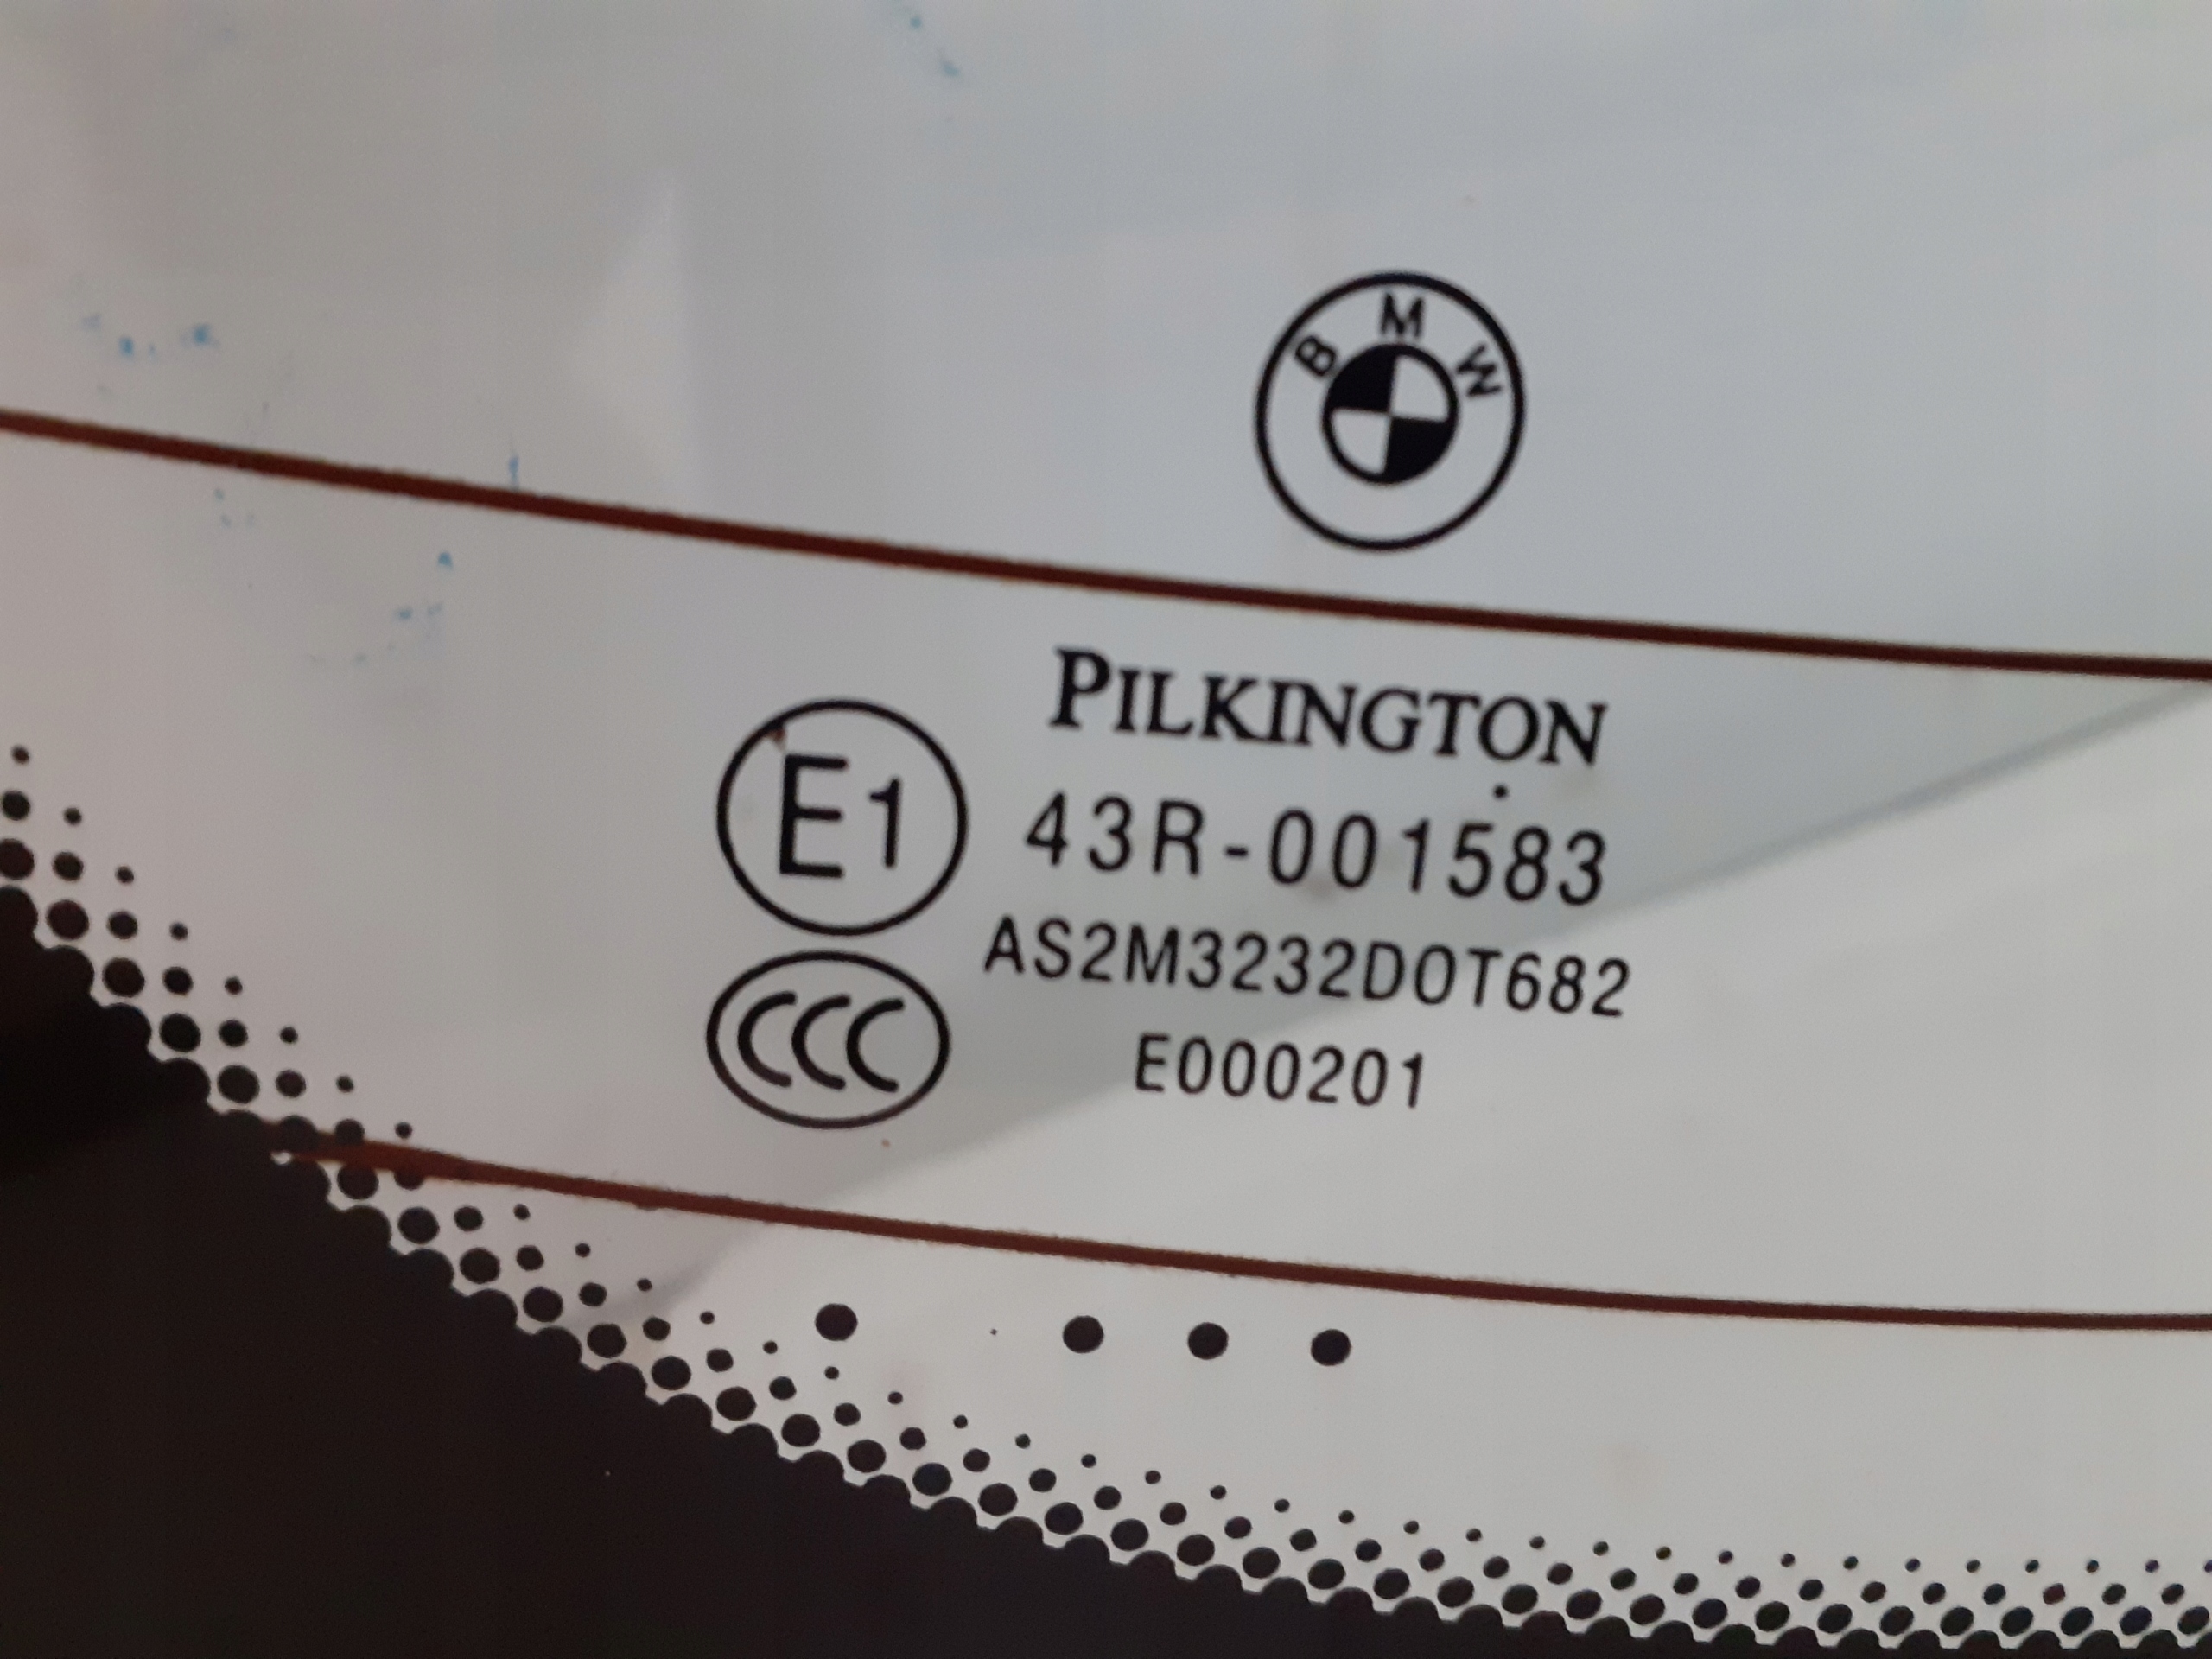 BMW
PILKINGTON
E1
43R-001583
AS2M3232DOT682
CCC
E000201